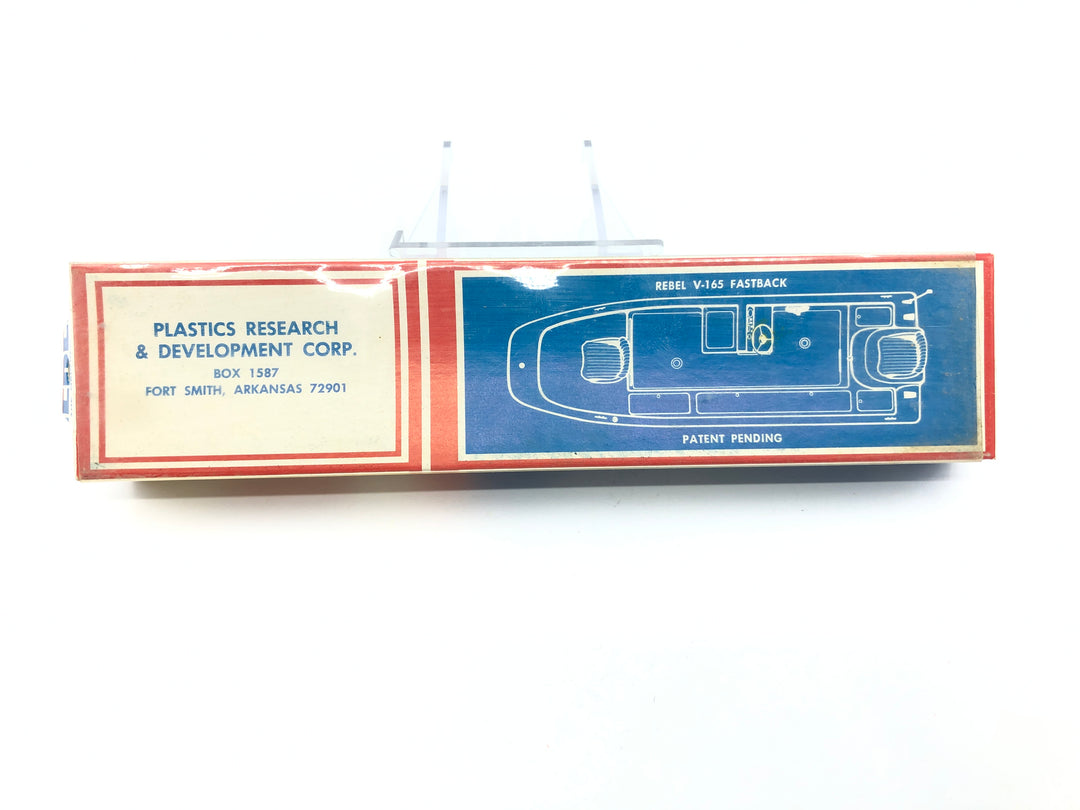 PLASTICS RESEARCH
& DEVELOPMENT CORP.
BOX 1587
FORT SMITH, ARKANSAS 72901
REBEL V-165 FASTBACK
PATENT PENDING